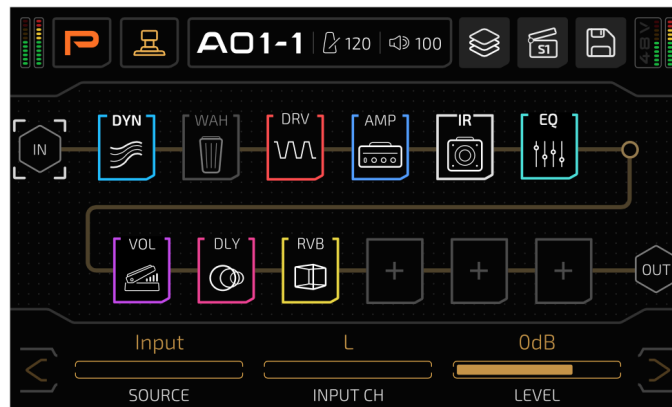 A01-1 120 100 S1 48V
IN DYN WAH DRV AMP IR EQ
VOL DLY RVB + + + OUT
Input L 0dB
SOURCE INPUT CH LEVEL